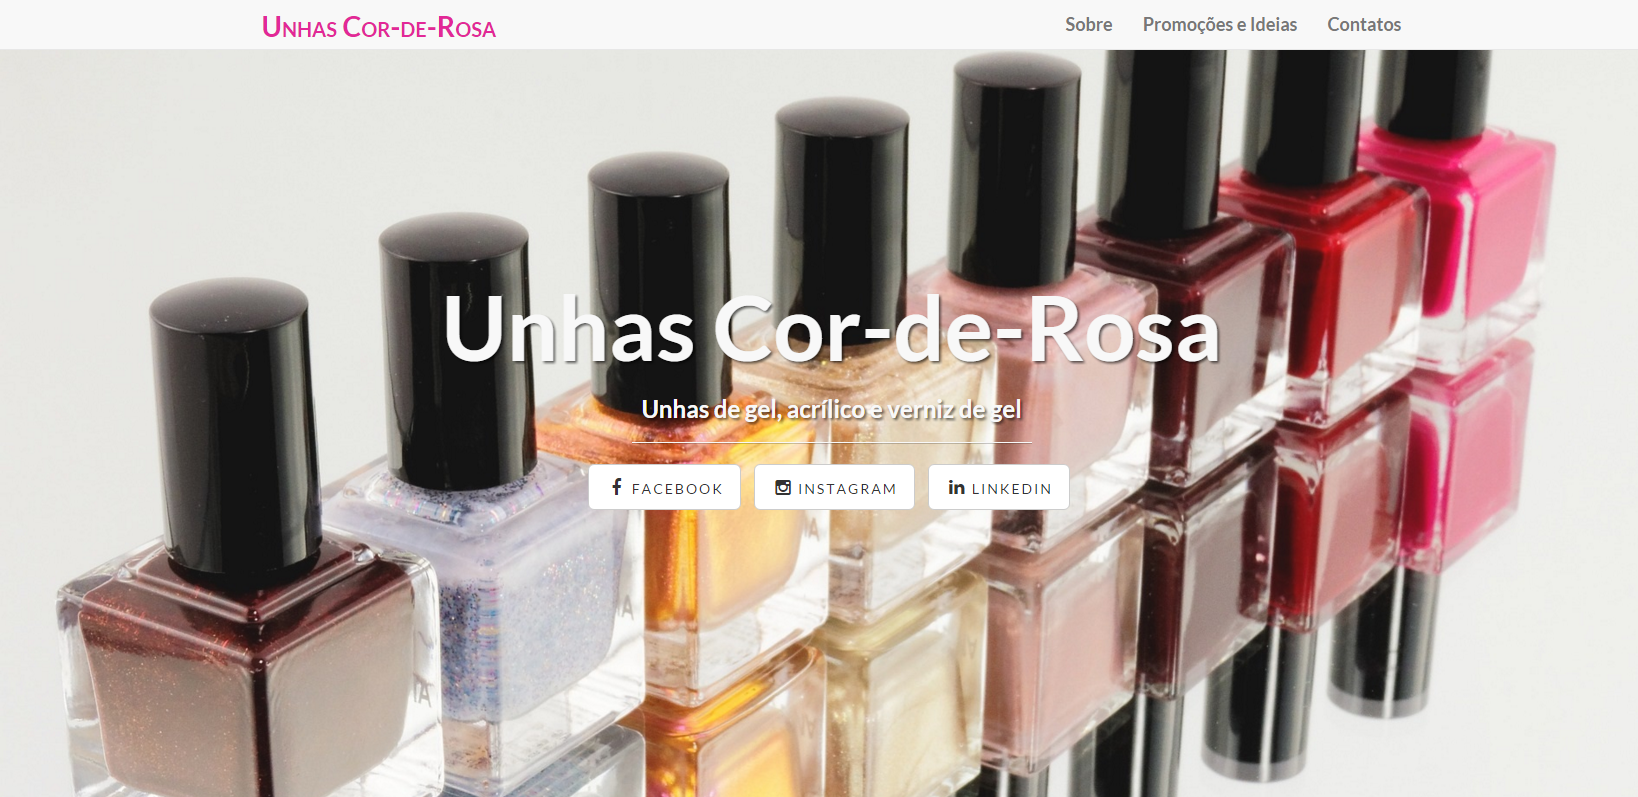 Unhas Cor-de-Rosa
Sobre Promoções e Ideias Contatos
Unhas Cor-de-Rosa
Unhas de gel, acrílico e verniz de gel
FACEBOOK INSTAGRAM LINKEDIN